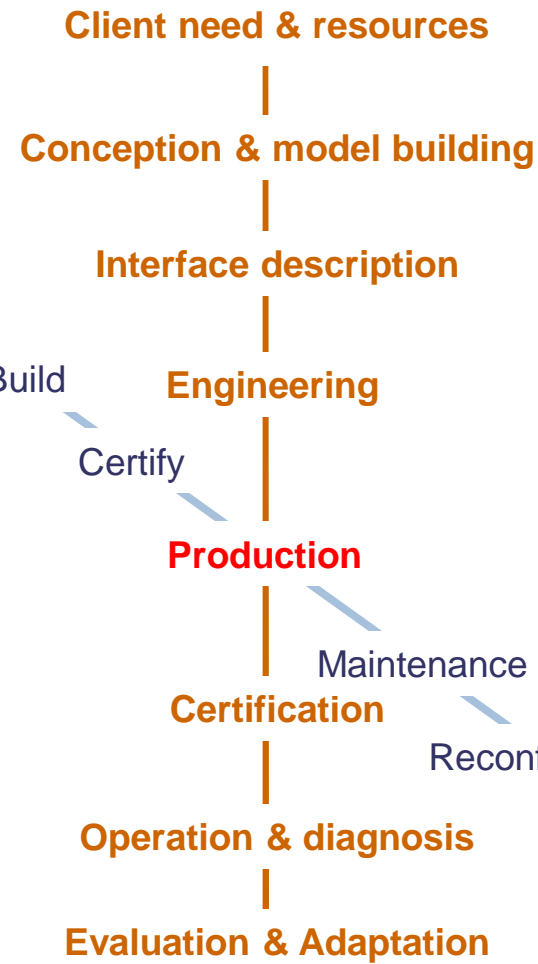 Client need & resources
Conception & model building
Interface description
Build
Engineering
Certify
Production
Maintenance
Certification
Operation & diagnosis
Evaluation & Adaptation